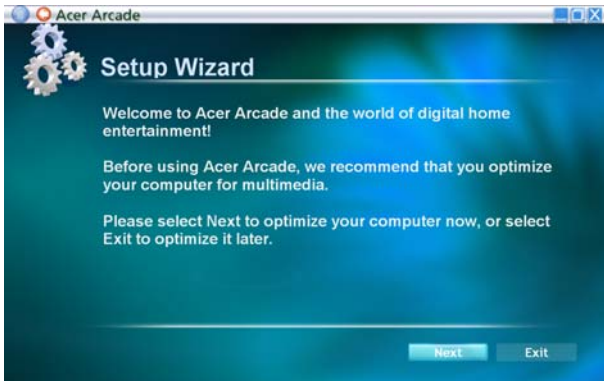 Acer Arcade
Setup Wizard
Welcome to Acer Arcade and the world of digital home
entertainment!
Before using Acer Arcade, we recommend that you optimize
your computer for multimedia.
Please select Next to optimize your computer now, or select
Exit to optimize it later.
Next
Exit